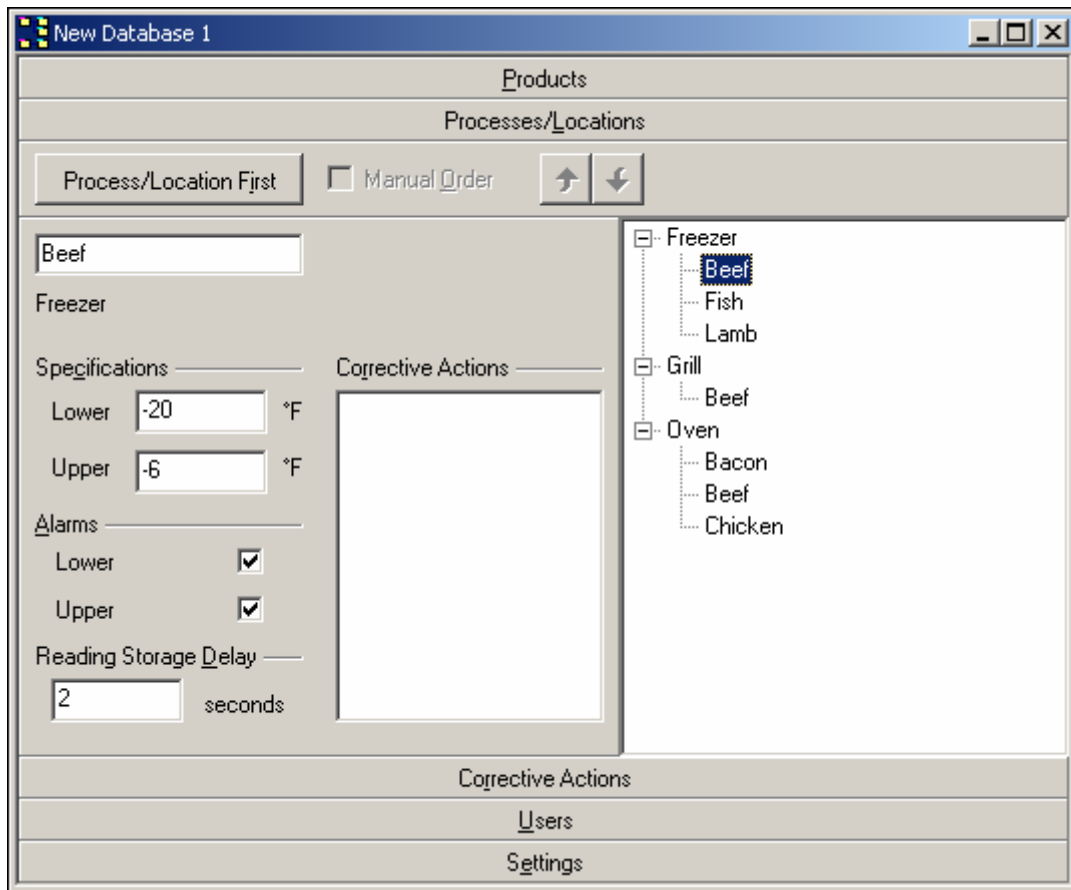 New Database 1
Products
Processes/Locations
Process/Location First
Manual Order
Beef
Freezer
Specifications
Lower -20 °F
Upper -6 °F
Alarms
Lower
Upper
Reading Storage Delay
2 seconds
Corrective Actions
Freezer
Beef
Fish
Lamb
Grill
Beef
Oven
Bacon
Beef
Chicken
Corrective Actions
Users
Settings